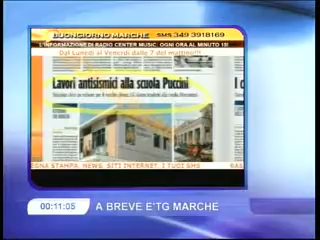 BUONGIORNO MARCHE SMS 349 3918169
L'INFORMAZIONE DI RADIO CENTER MUSIC. OGNI ORA AL MINUTO 15!
Dal Lunedì al Venerdì dalle 7 del mattino!!!
Lavori antisismici alla scuola Puccini
I c
EGNA STAMPA, NEWS, SITI INTERNET, I TUOI SMS
00:11:05 A BREVE E'TG MARCHE